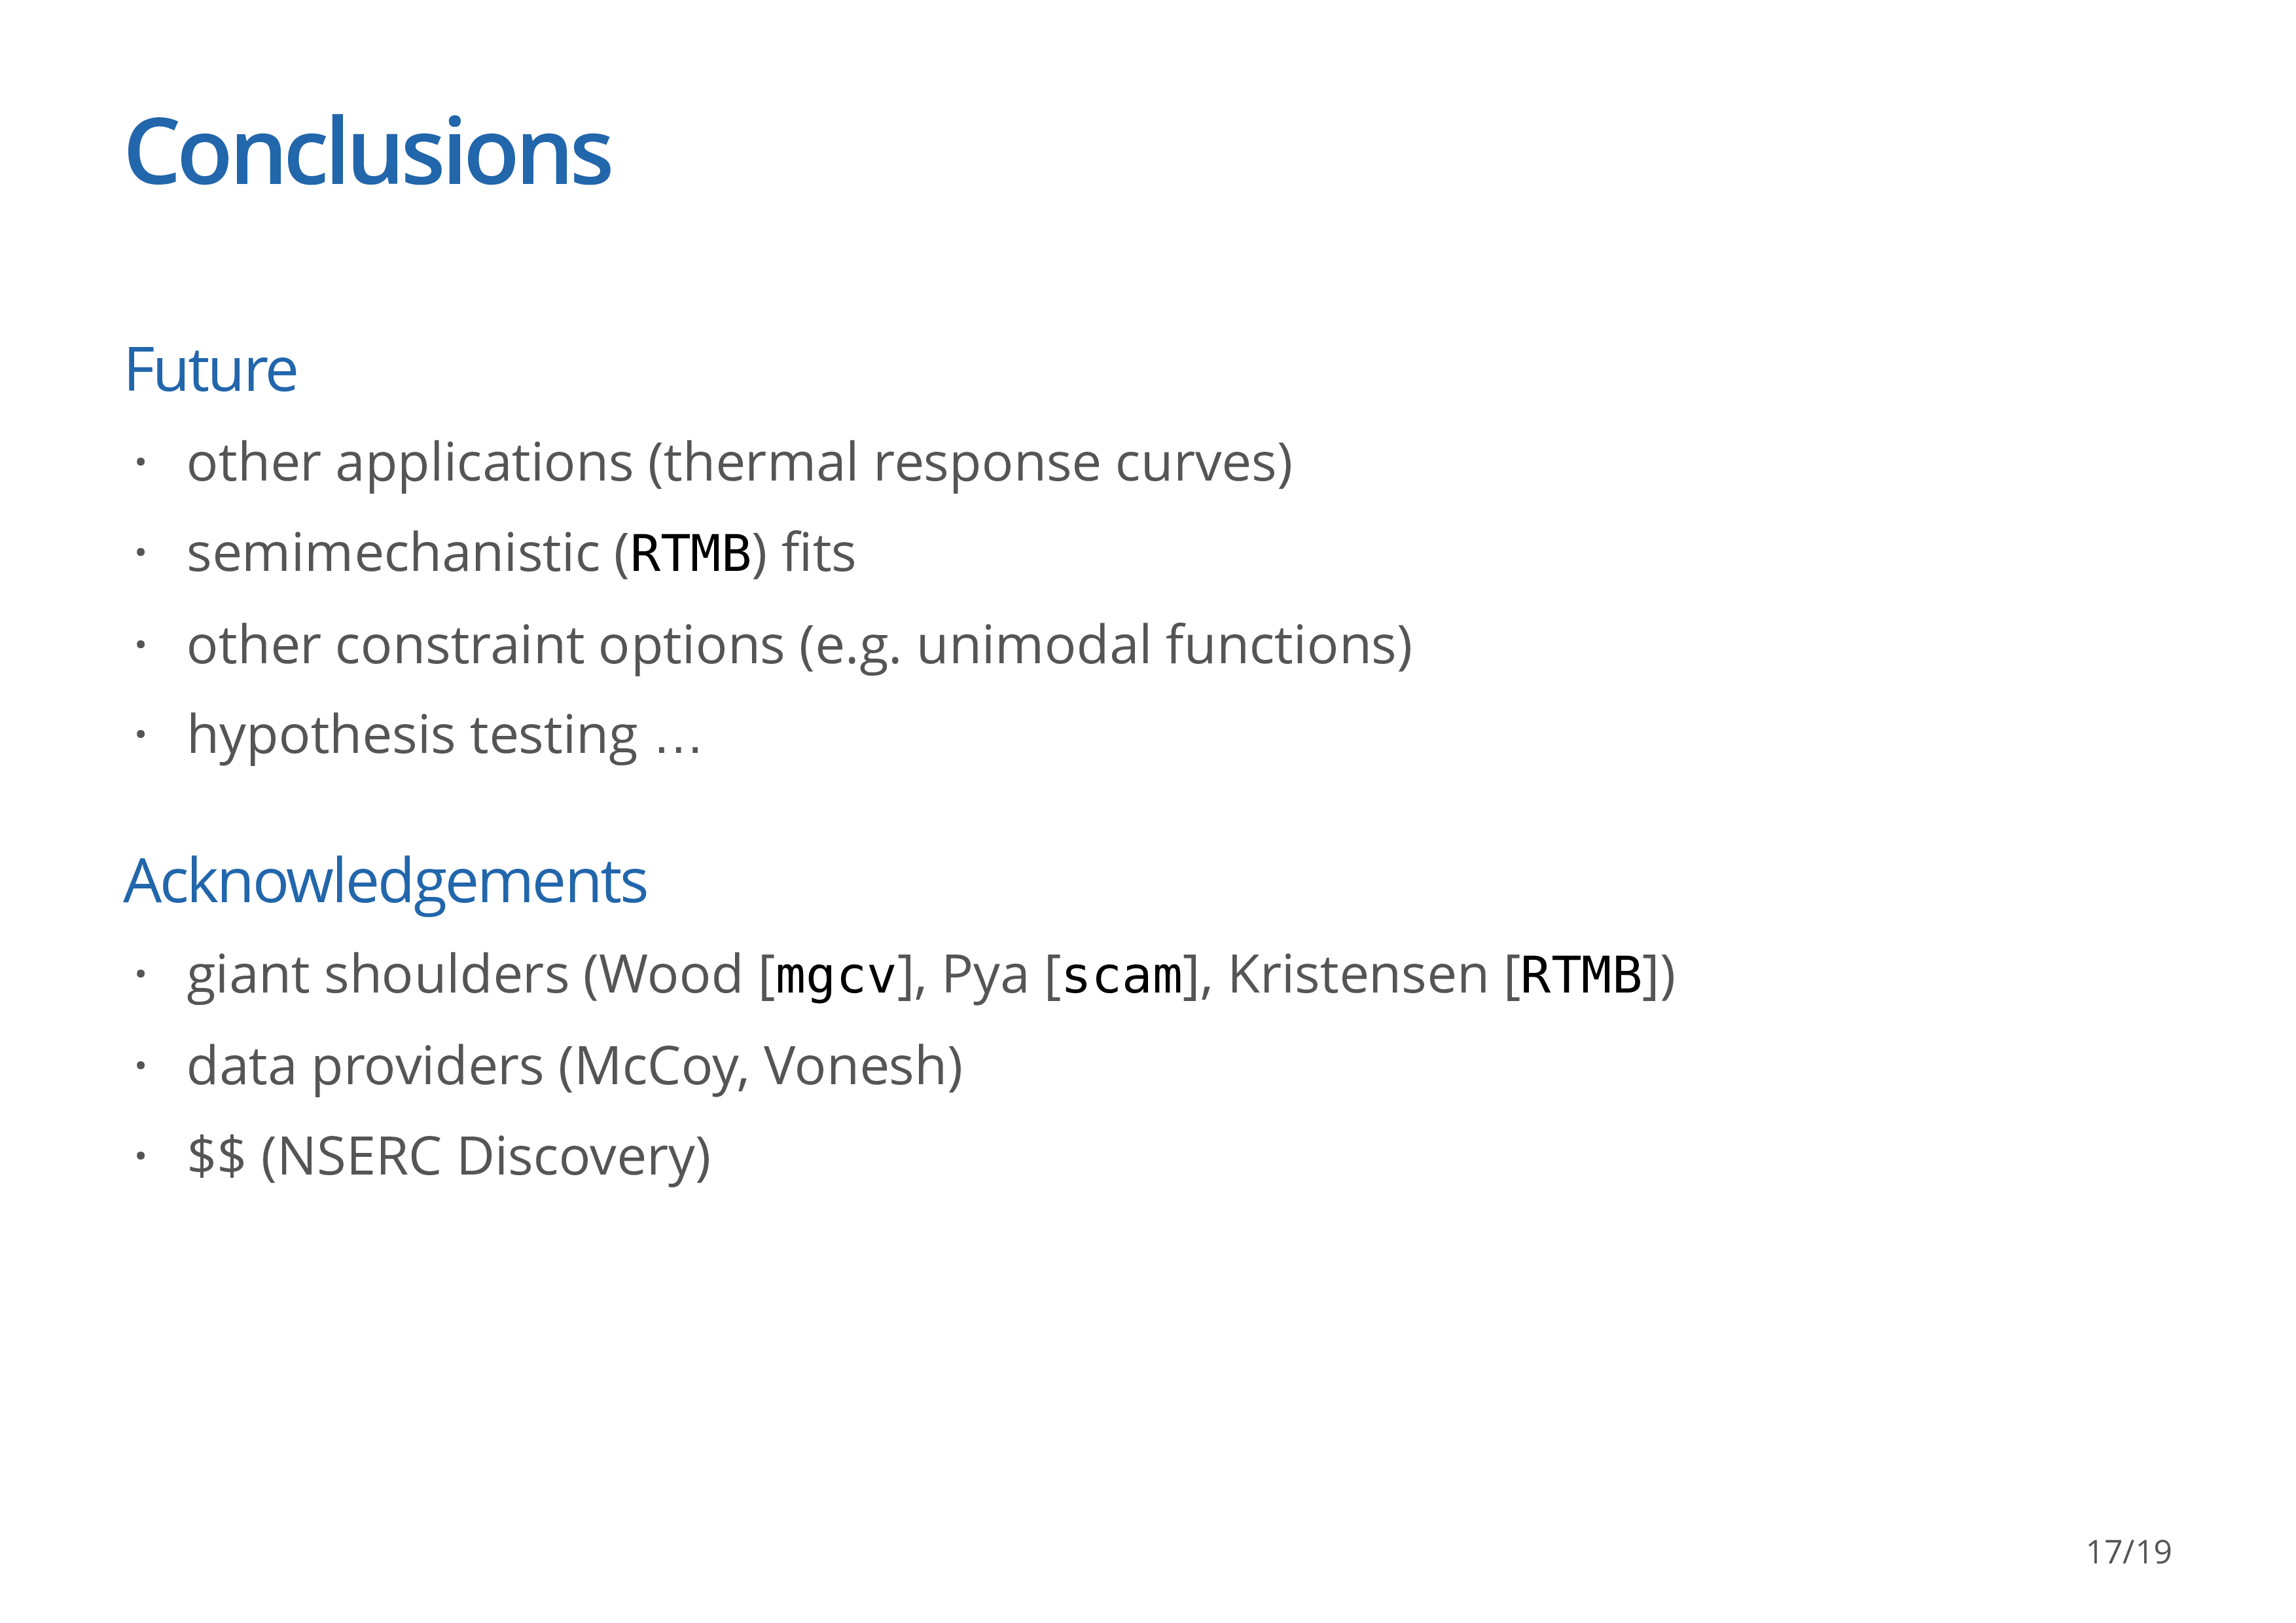 Conclusions
Future
• other applications (thermal response curves)
• semimechanistic (RTMB) fits
• other constraint options (e.g. unimodal functions)
• hypothesis testing …
Acknowledgements
• giant shoulders (Wood [mgcv], Pya [scam], Kristensen [RTMB])
• data providers (McCoy, Vonesh)
• $$ (NSERC Discovery)
17/19